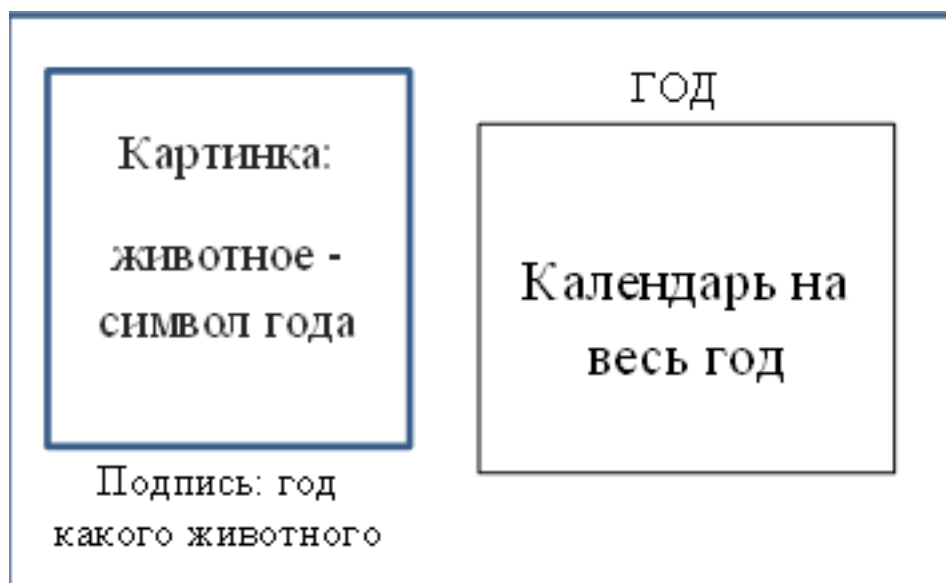 Картинка:
животное -
символ года
Подпись: год
какого животного
ГОД
Календарь на
весь год